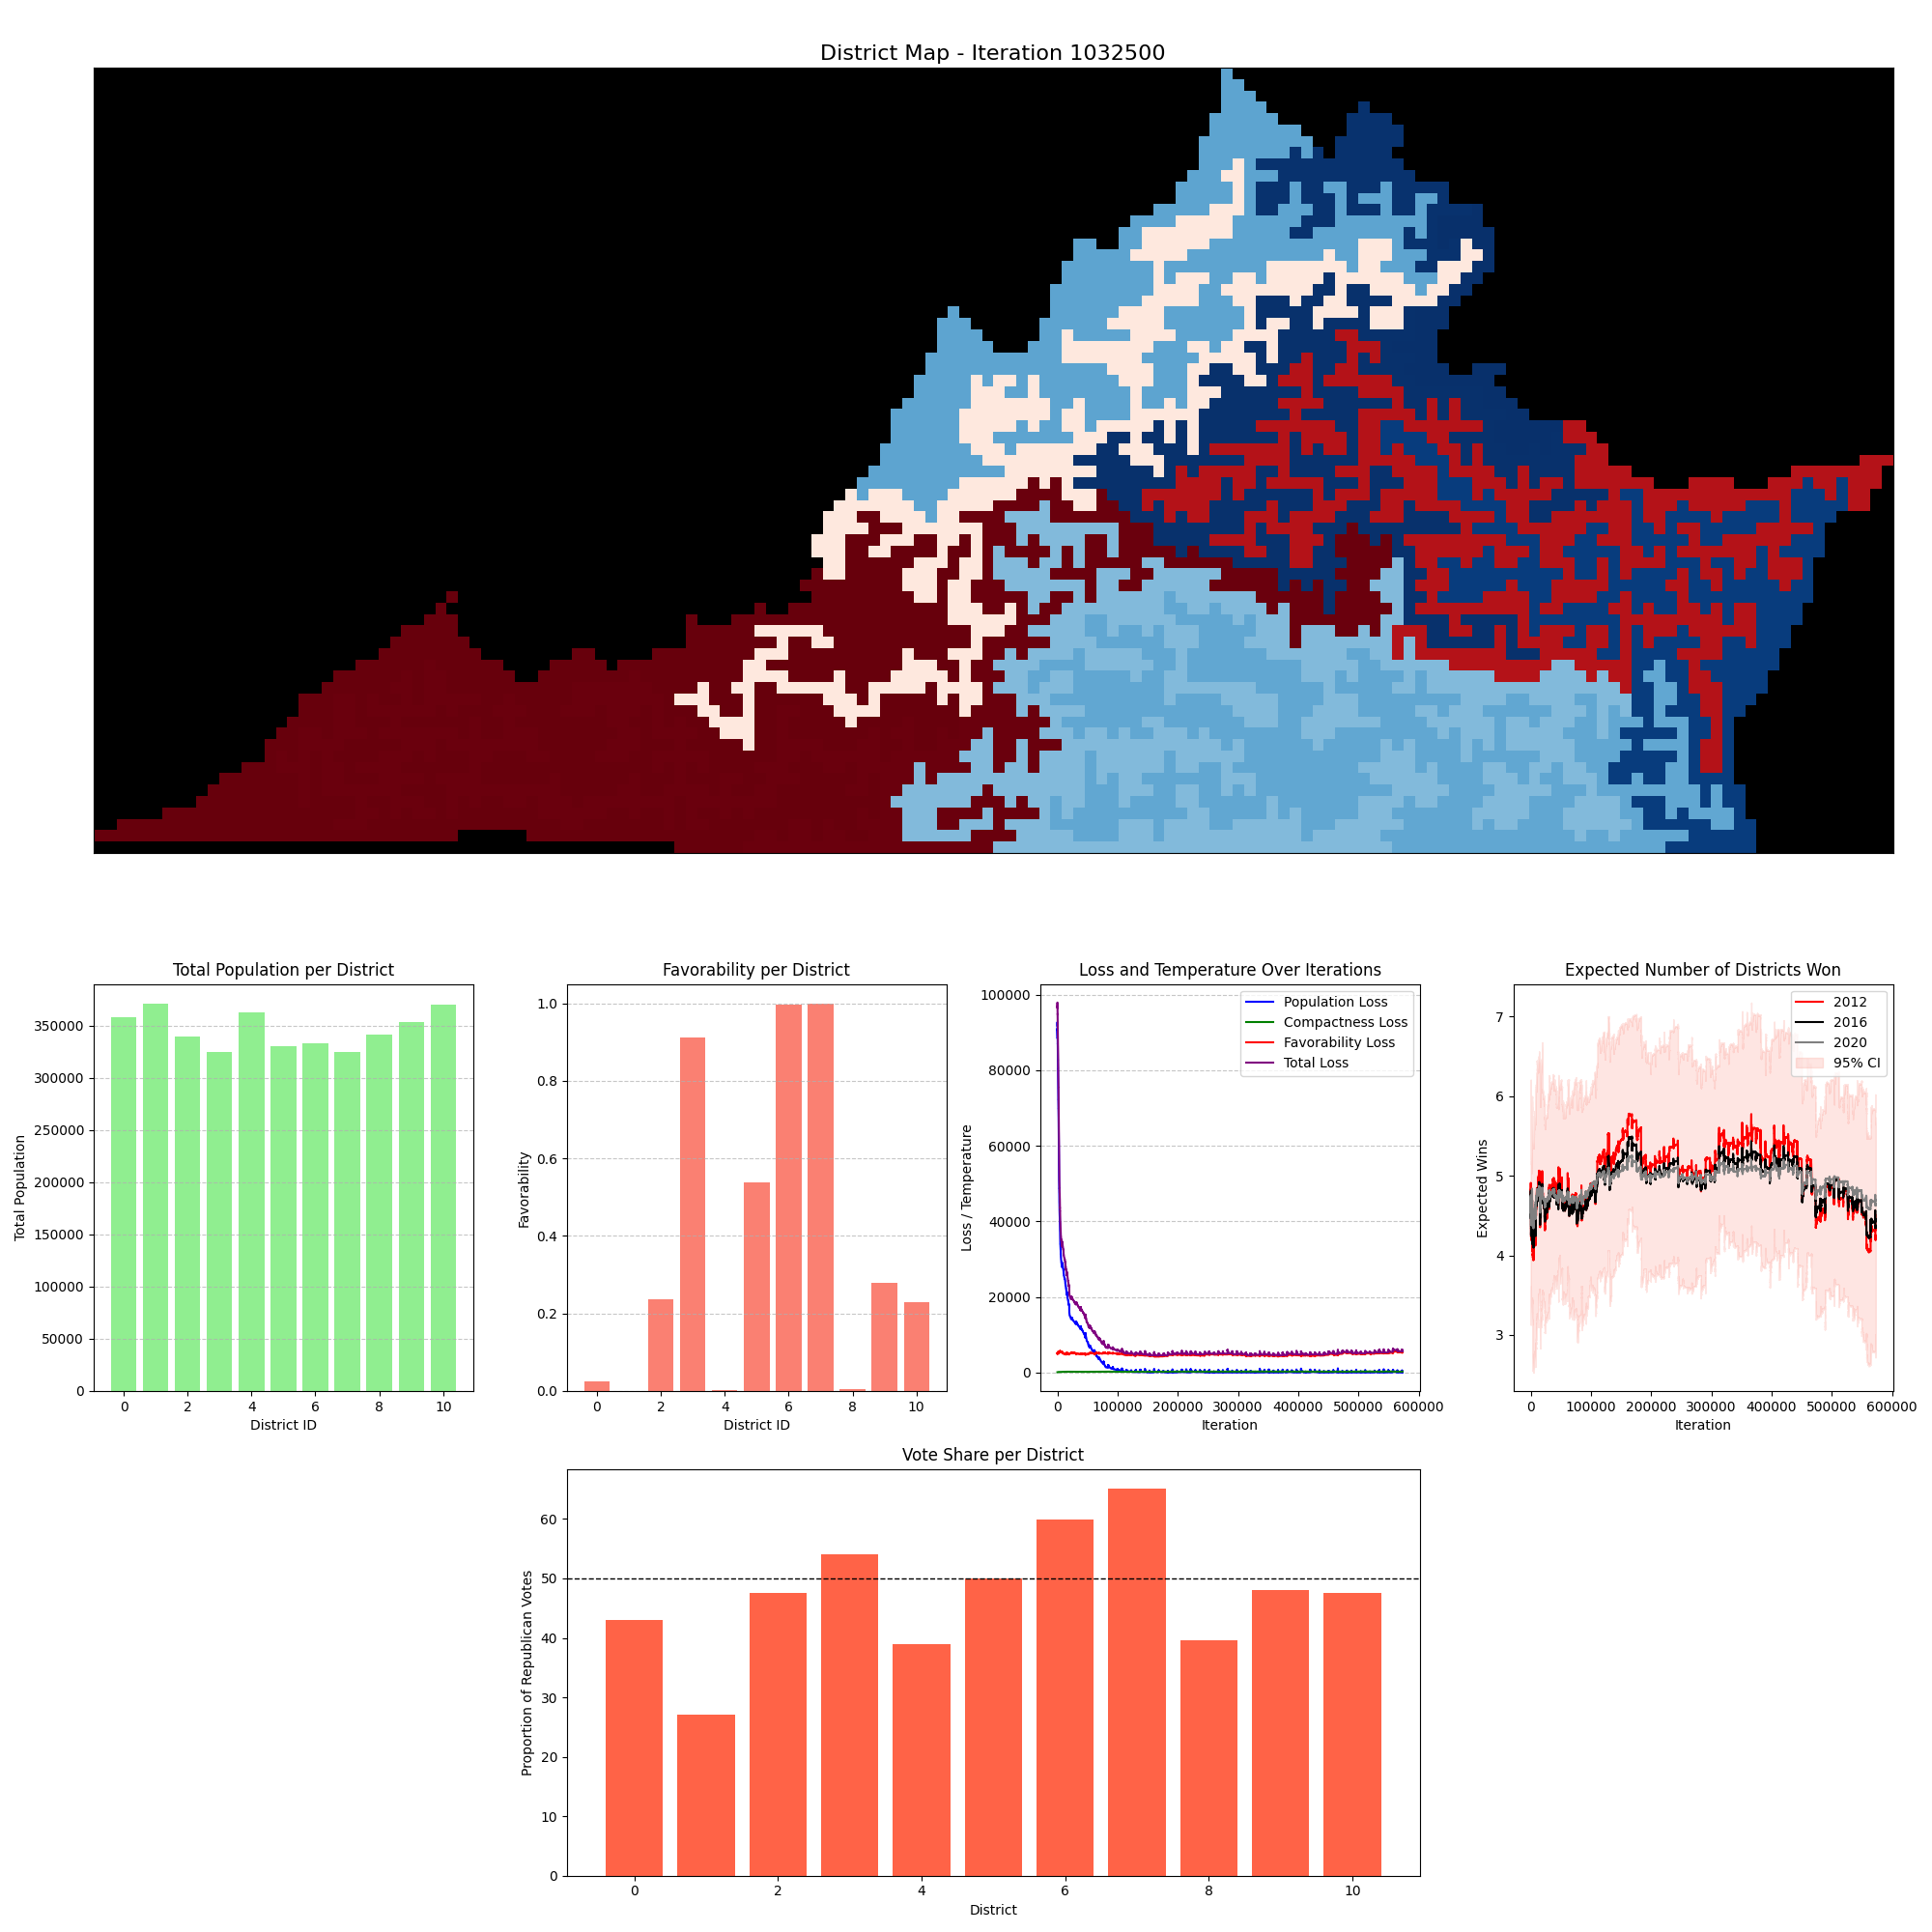 District Map - Iteration 1032500
Total Population per District
Total Population
350000
300000
250000
200000
150000
100000
50000
0
0 2 4 6 8 10
District ID
Favorability per District
Favorability
1.0
0.8
0.6
0.4
0.2
0.0
0 2 4 6 8 10
District ID
Loss and Temperature Over Iterations
Loss / Temperature
100000
80000
60000
40000
20000
0
Population Loss
Compactness Loss
Favorability Loss
Total Loss
0 100000 200000 300000 400000 500000 600000
Iteration
Expected Number of Districts Won
Expected Wins
7
6
5
4
3
2012
2016
2020
95% CI
0 100000 200000 300000 400000 500000 600000
Iteration
Vote Share per District
Proportion of Republican Votes
60
50
40
30
20
10
0
0 2 4 6 8 10
District